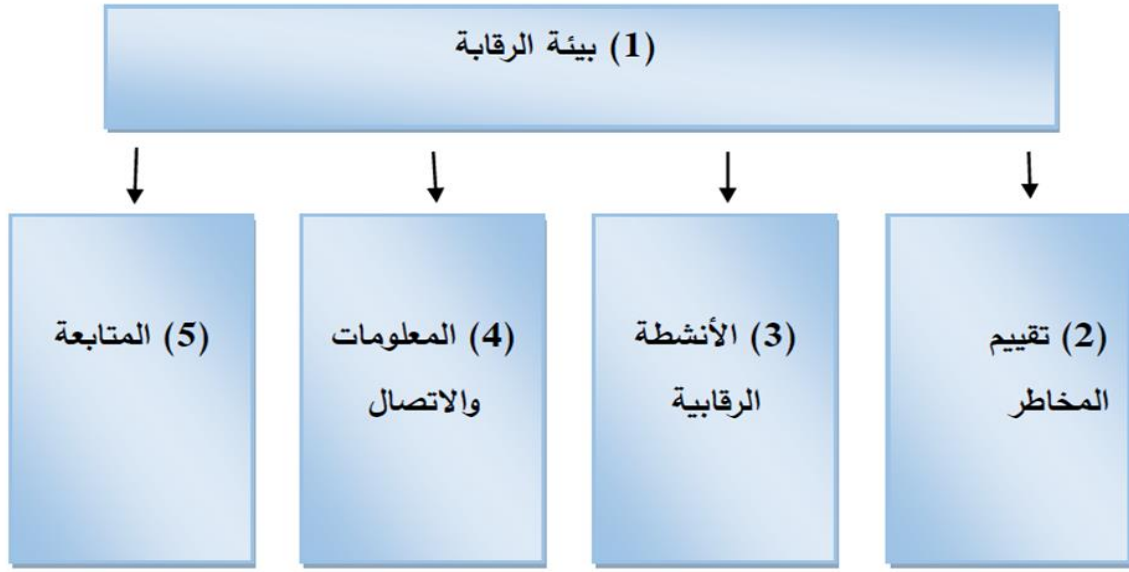 (1) بيئة الرقابة
(2) تقييم
المخاطر
(3) الأنشطة
الرقابية
(4) المعلومات
والاتصال
(5) المتابعة